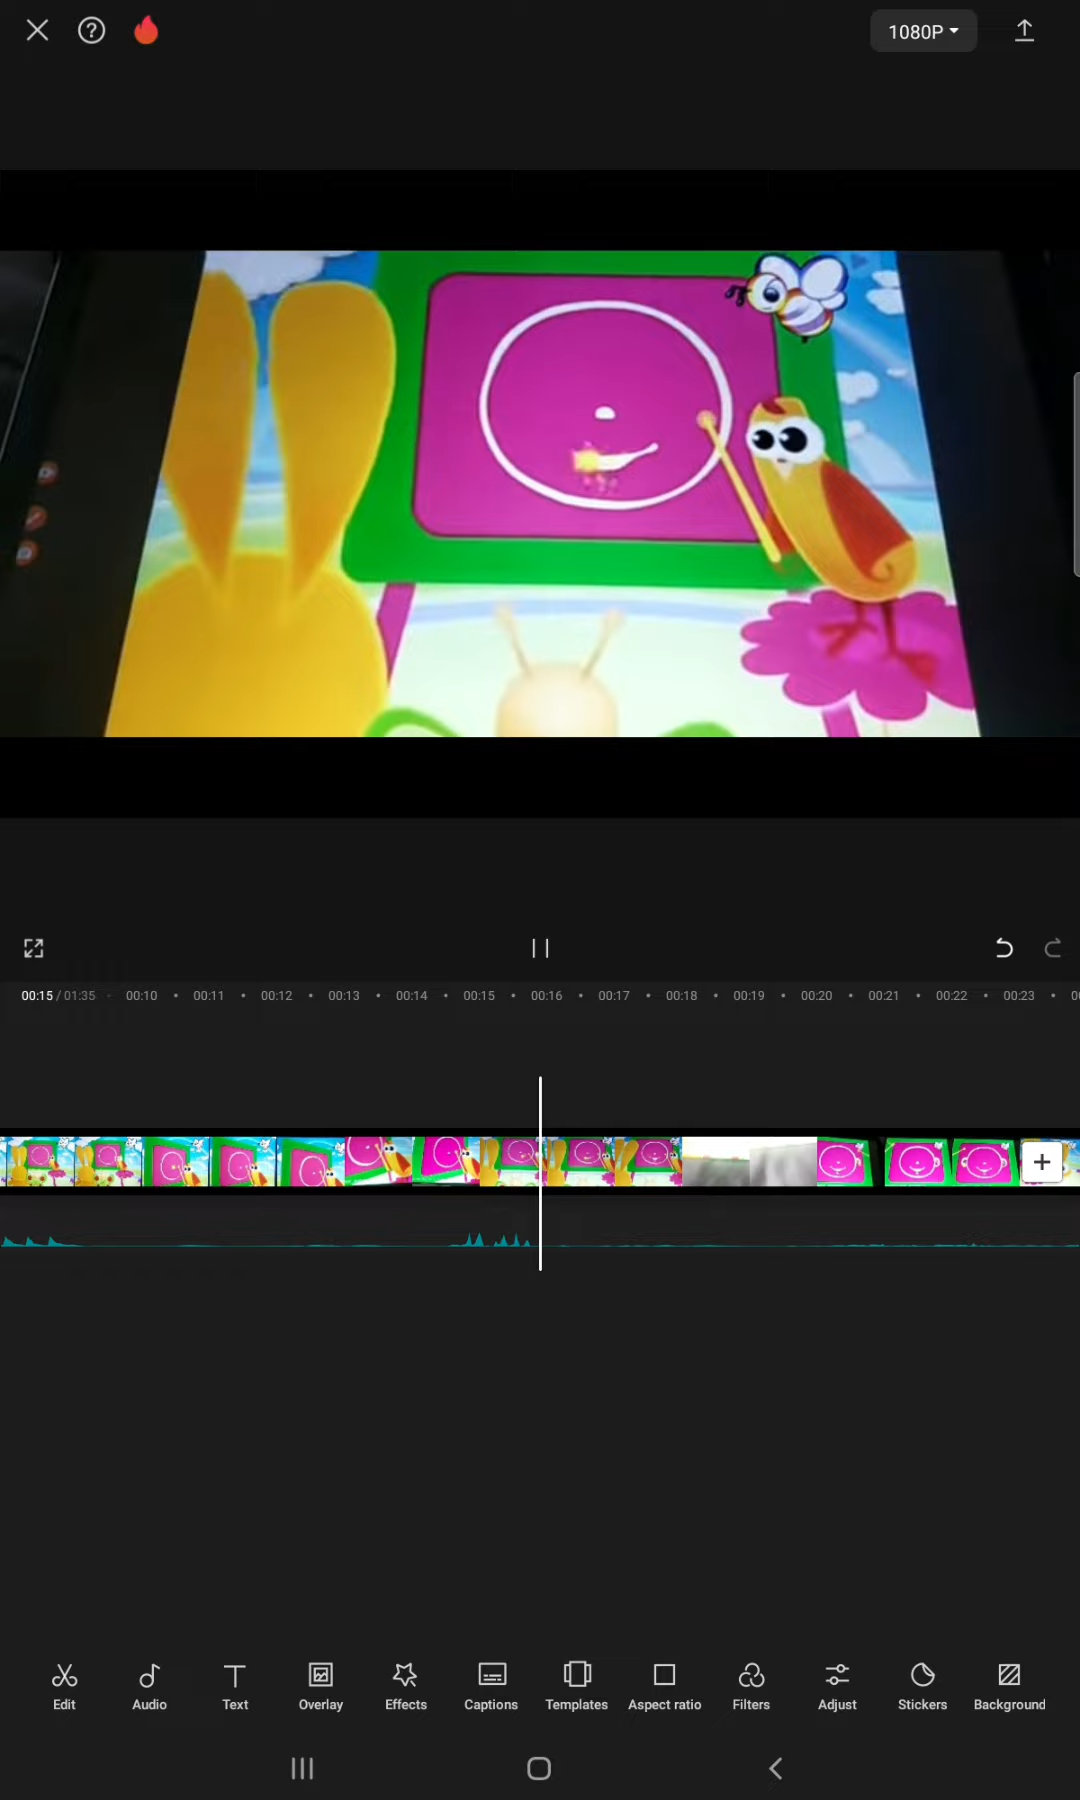 1080P
00:15 / 01:35 00:10 00:11 00:12 00:13 00:14 00:15 00:16 00:17 00:18 00:19 00:20 00:21 00:22 00:23
Edit Audio Text Overlay Effects Captions Templates Aspect ratio Filters Adjust Stickers Background